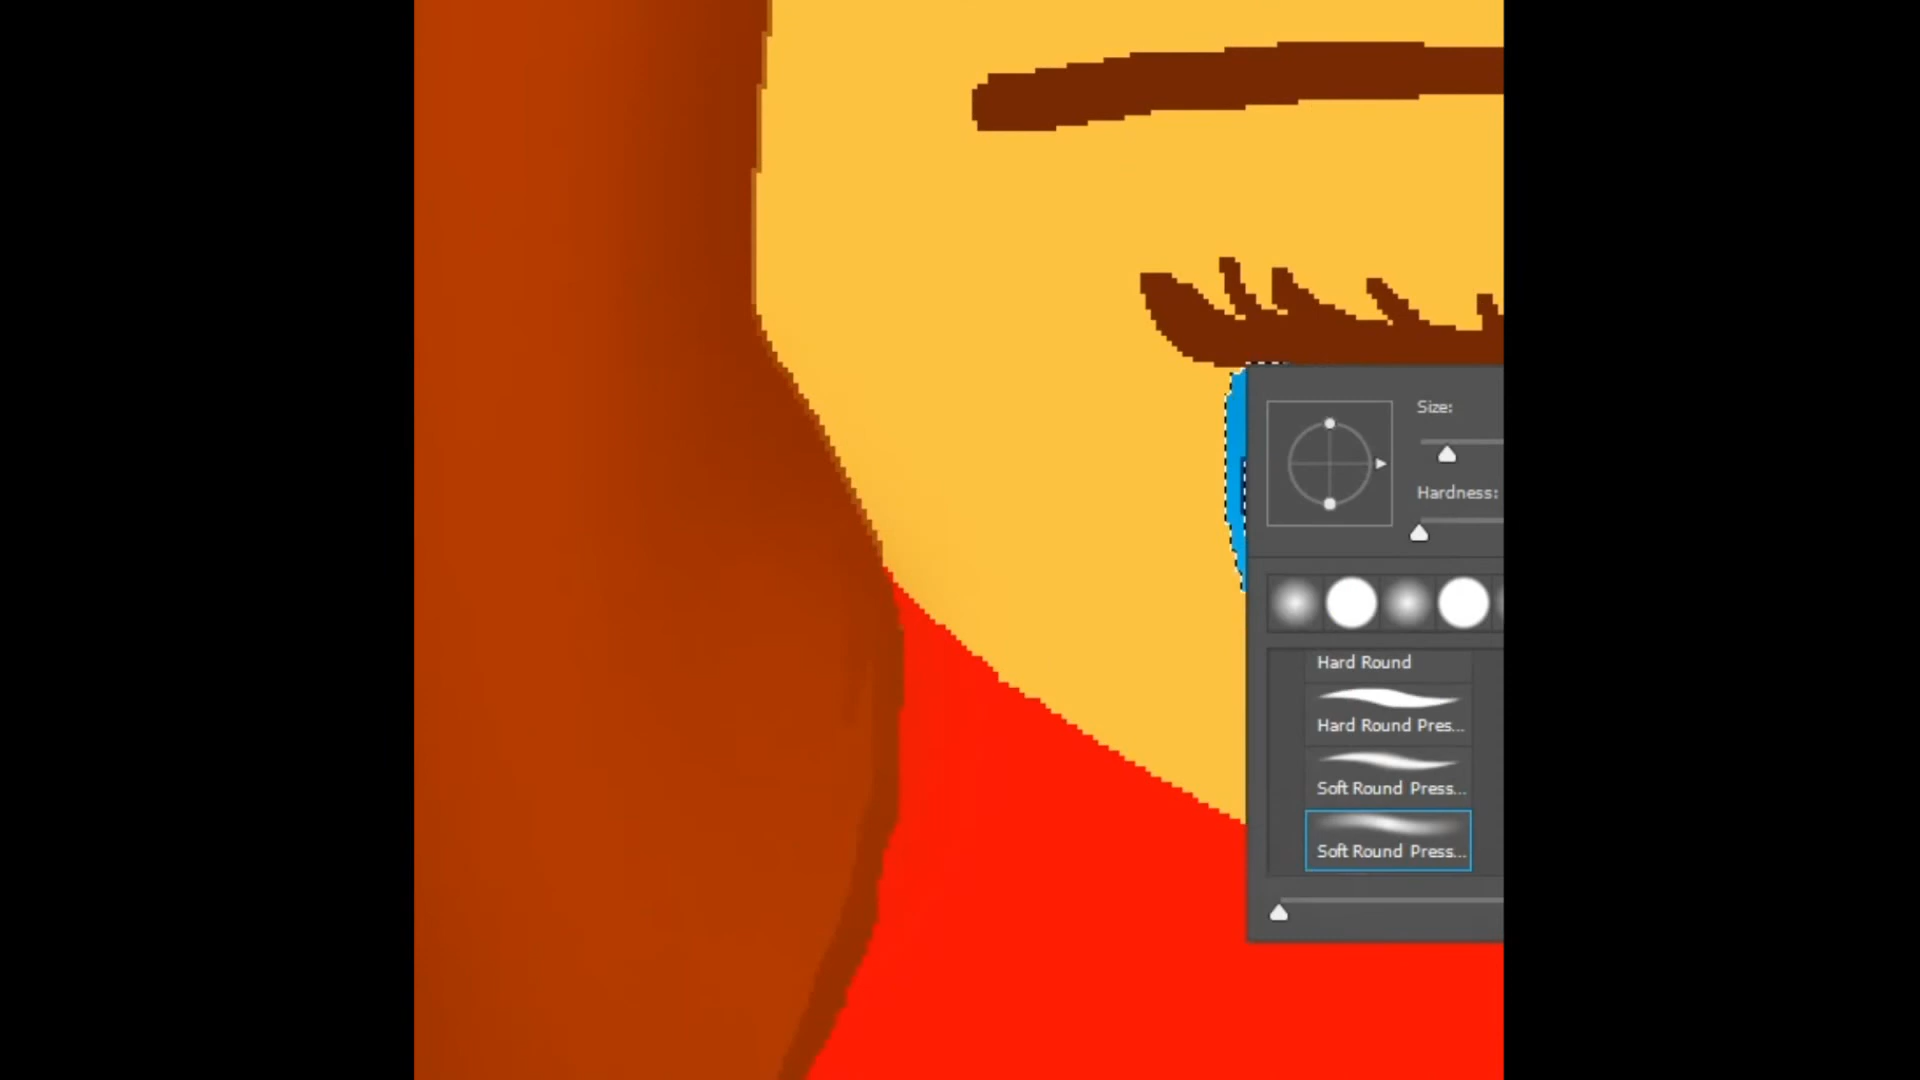 Size:
Hardness:
Hard Round
Hard Round Pres...
Soft Round Press...
Soft Round Press...